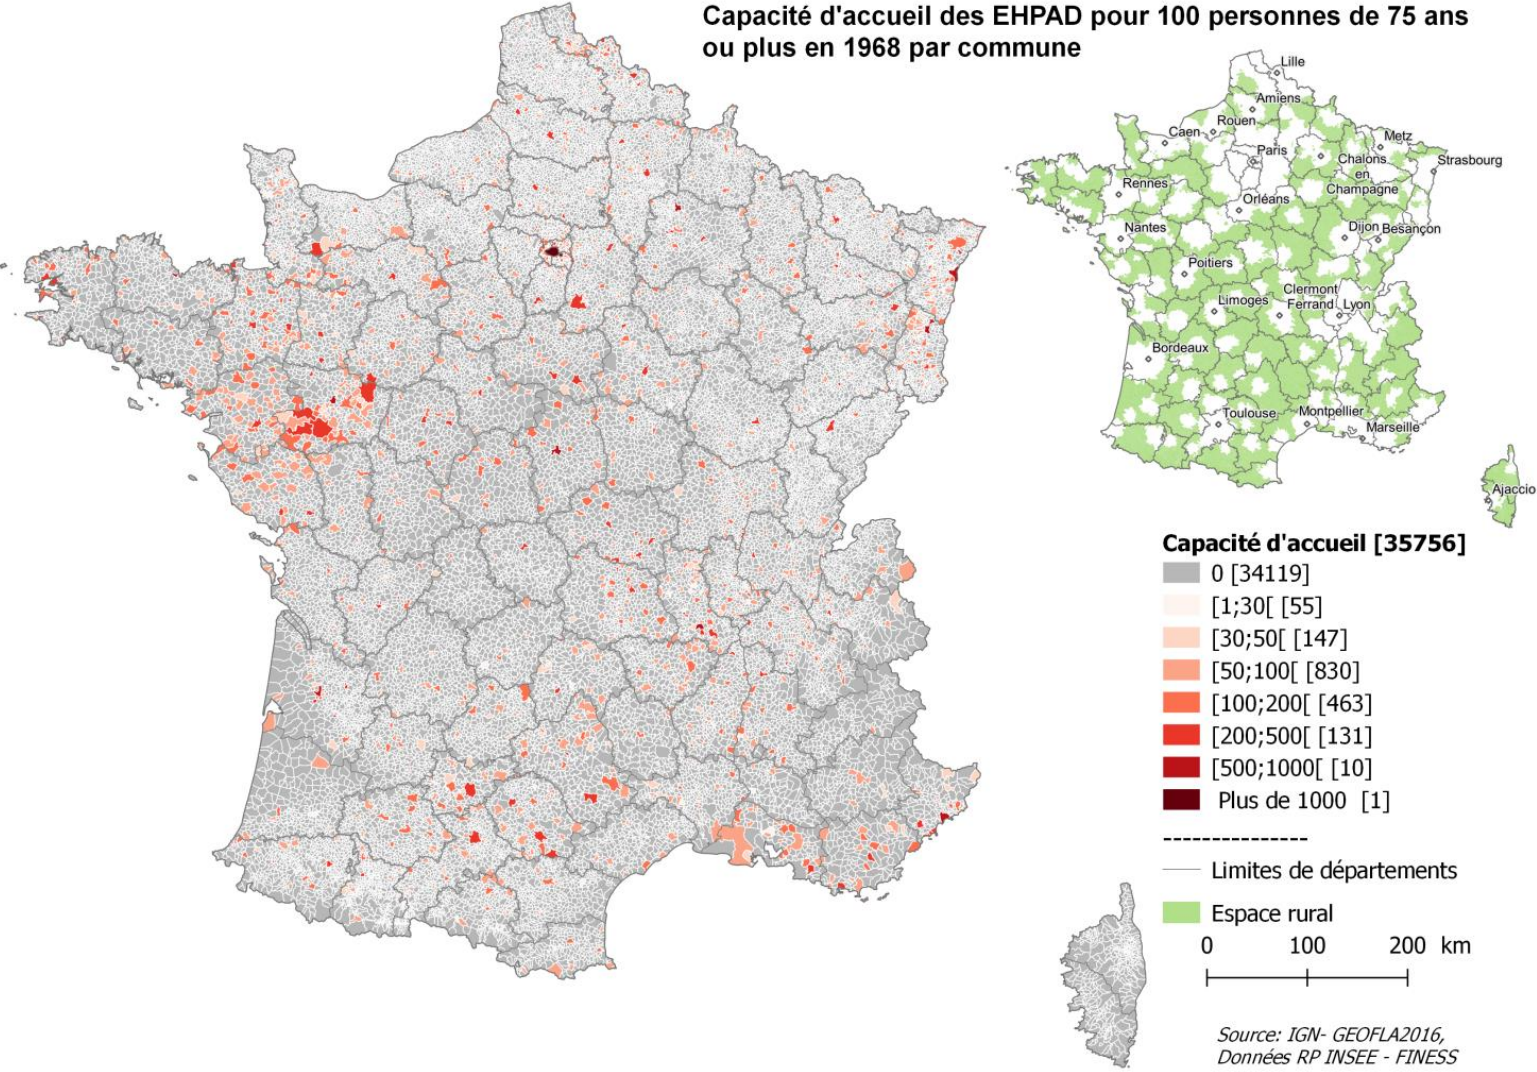 Capacité d'accueil des EHPAD pour 100 personnes de 75 ans
ou plus en 1968 par commune
Lille
Amiens
Rouen
Caen
Metz
Paris
Strasbourg
Chalons
en
Champagne
Rennes
Orléans
Nantes
Dijon
Besançon
Poitiers
Clermont
Ferrand
Limoges
Lyon
Bordeaux
Toulouse
Montpellier
Marseille
Ajaccio
Capacité d'accueil [35756]
0 [34119]
[1;30[ [55]
[30;50[ [147]
[50;100[ [830]
[100;200[ [463]
[200;500[ [131]
[500;1000[ [10]
Plus de 1000 [1]
---------------
Limites de départements
Espace rural
0 100 200 km
Source: IGN- GEOFLA2016,
Données RP INSEE - FINESS